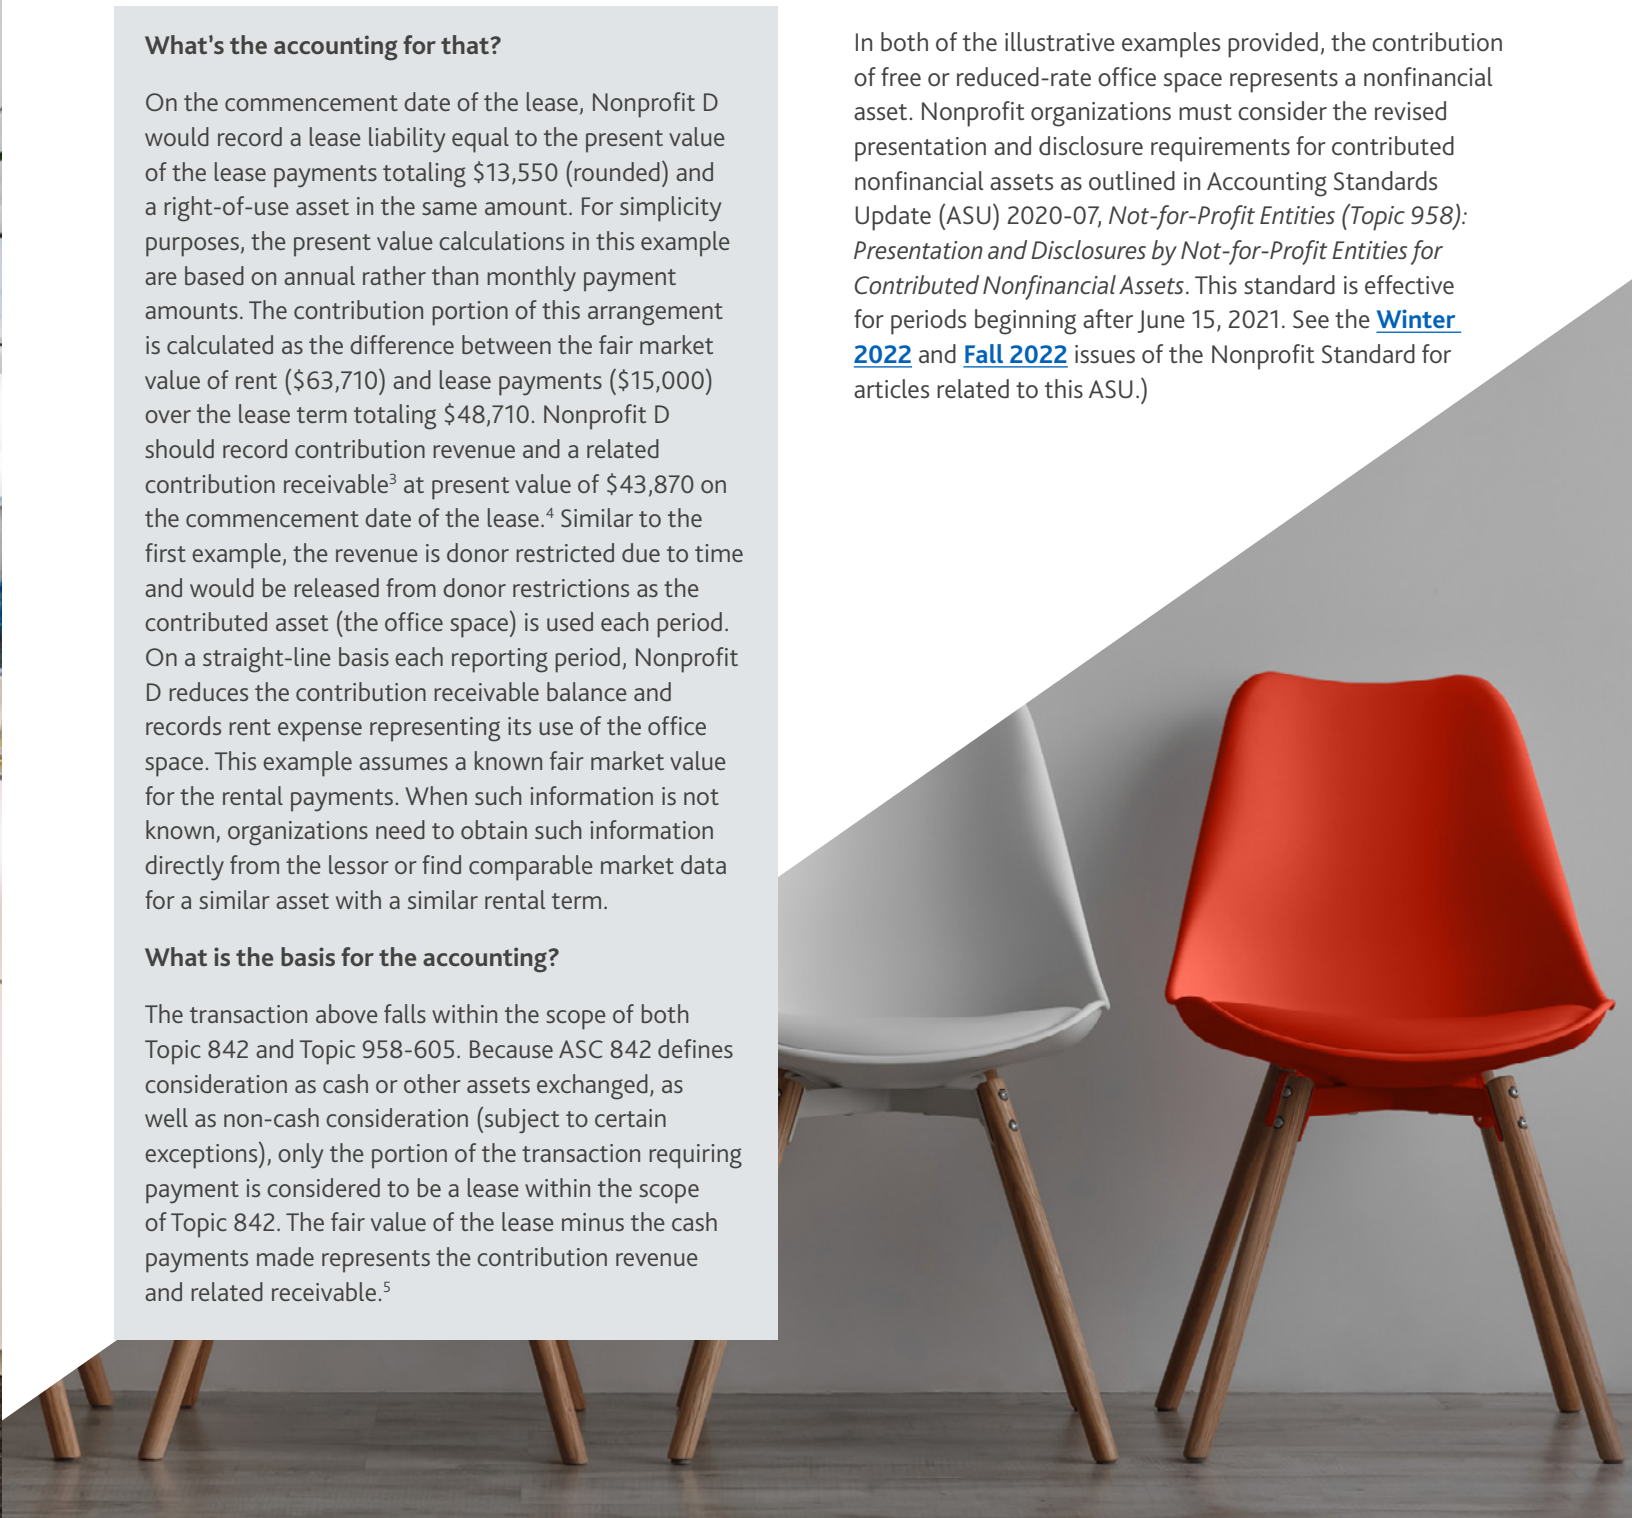 What's the accounting for that?
On the commencement date of the lease, Nonprofit D
would record a lease liability equal to the present value
of the lease payments totaling $13,550 (rounded) and
a right-of-use asset in the same amount. For simplicity
purposes, the present value calculations in this example
are based on annual rather than monthly payment
amounts. The contribution portion of this arrangement
is calculated as the difference between the fair market
value of rent ($63,710) and lease payments ($15,000)
over the lease term totaling $48,710. Nonprofit D
should record contribution revenue and a related
contribution receivable³ at present value of $43,870 on
the commencement date of the lease.⁴ Similar to the
first example, the revenue is donor restricted due to time
and would be released from donor restrictions as the
contributed asset (the office space) is used each period.
On a straight-line basis each reporting period, Nonprofit
D reduces the contribution receivable balance and
records rent expense representing its use of the office
space. This example assumes a known fair market value
for the rental payments. When such information is not
known, organizations need to obtain such information
directly from the lessor or find comparable market data
for a similar asset with a similar rental term.
What is the basis for the accounting?
The transaction above falls within the scope of both
Topic 842 and Topic 958-605. Because ASC 842 defines
consideration as cash or other assets exchanged, as
well as non-cash consideration (subject to certain
exceptions), only the portion of the transaction requiring
payment is considered to be a lease within the scope
of Topic 842. The fair value of the lease minus the cash
payments made represents the contribution revenue
and related receivable.⁵
In both of the illustrative examples provided, the contribution
of free or reduced-rate office space represents a nonfinancial
asset. Nonprofit organizations must consider the revised
presentation and disclosure requirements for contributed
nonfinancial assets as outlined in Accounting Standards
Update (ASU) 2020-07, Not-for-Profit Entities (Topic 958):
Presentation and Disclosures by Not-for-Profit Entities for
Contributed Nonfinancial Assets. This standard is effective
for periods beginning after June 15, 2021. See the Winter
2022 and Fall 2022 issues of the Nonprofit Standard for
articles related to this ASU.)